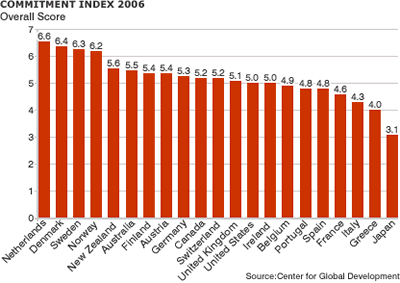 COMMITMENT INDEX 2006
Overall Score
7
6
5
4
3
2
1
0
6.6
6.4
6.3
6.2
5.6
5.5
5.4
5.4
5.3
5.2
5.2
5.1
5.0
5.0
4.9
4.8
4.8
4.6
4.3
4.0
3.1
Netherlands
Denmark
Sweden
Norway
New Zealand
Australia
Finland
Austria
Germany
Canada
Switzerland
United Kingdom
United States
Ireland
Belgium
Portugal
Spain
France
Italy
Greece
Japan
Source:Center for Global Development